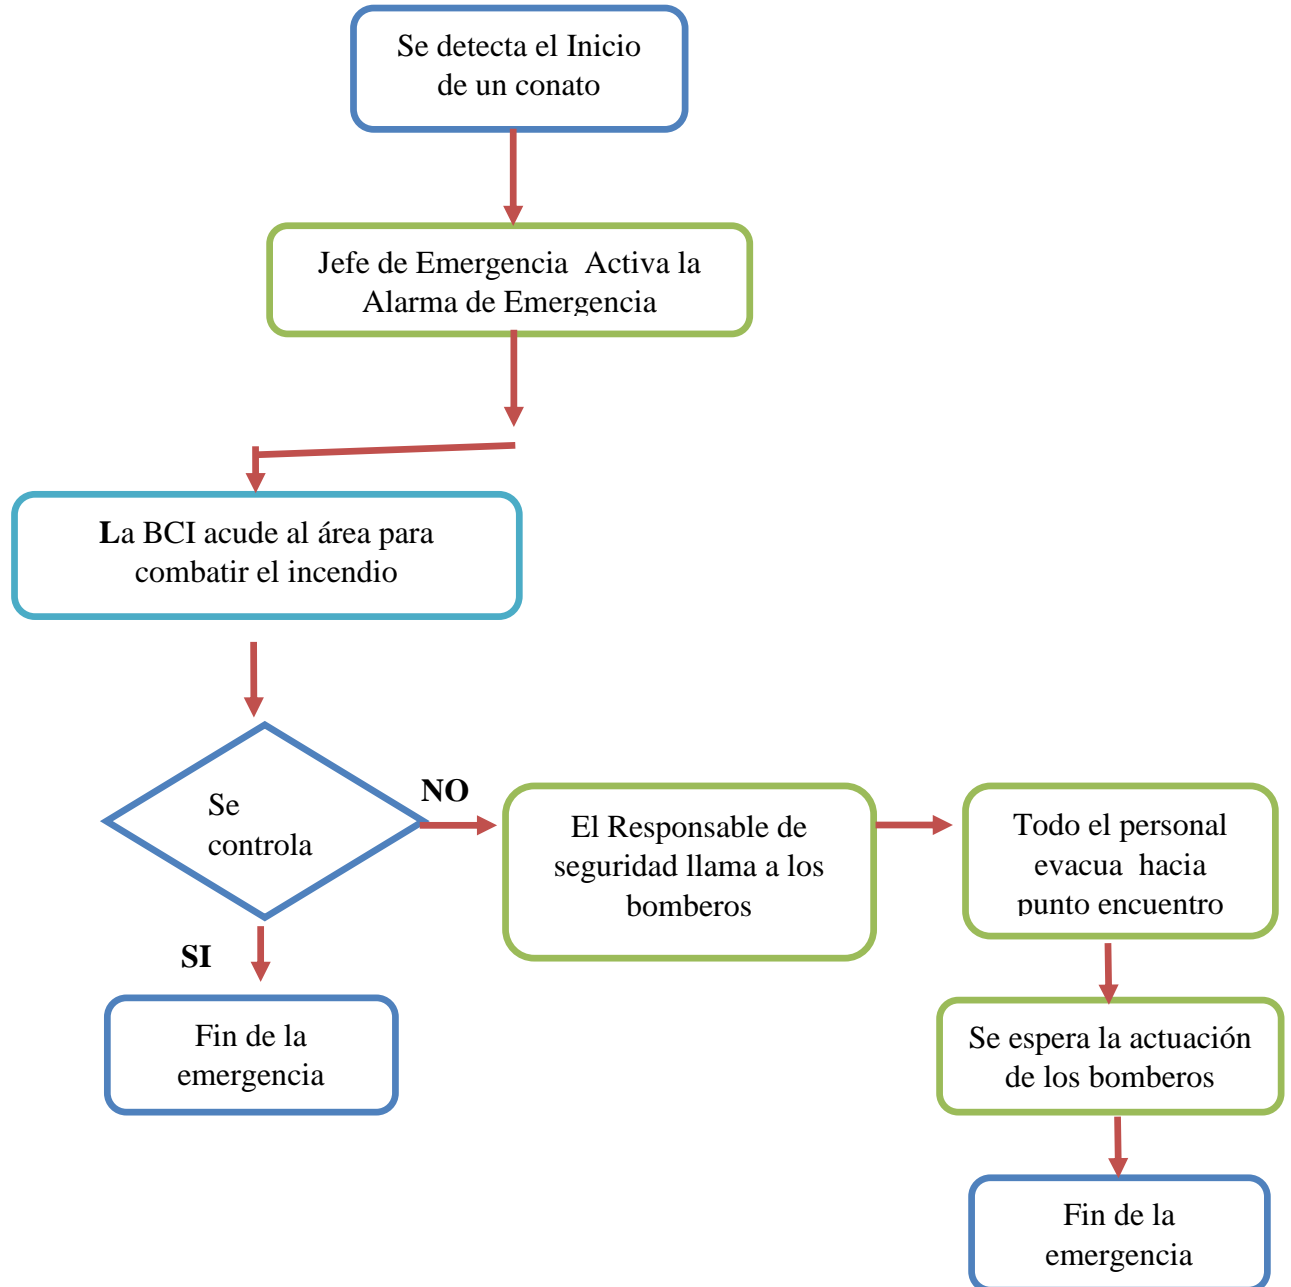 Se detecta el Inicio
de un conato
Jefe de Emergencia Activa la
Alarma de Emergencia
La BCI acude al área para
combatir el incendio
Se
controla
NO
El Responsable de
seguridad llama a los
bomberos
Todo el personal
evacua hacia
punto encuentro
SI
Fin de la
emergencia
Se espera la actuación
de los bomberos
Fin de la
emergencia